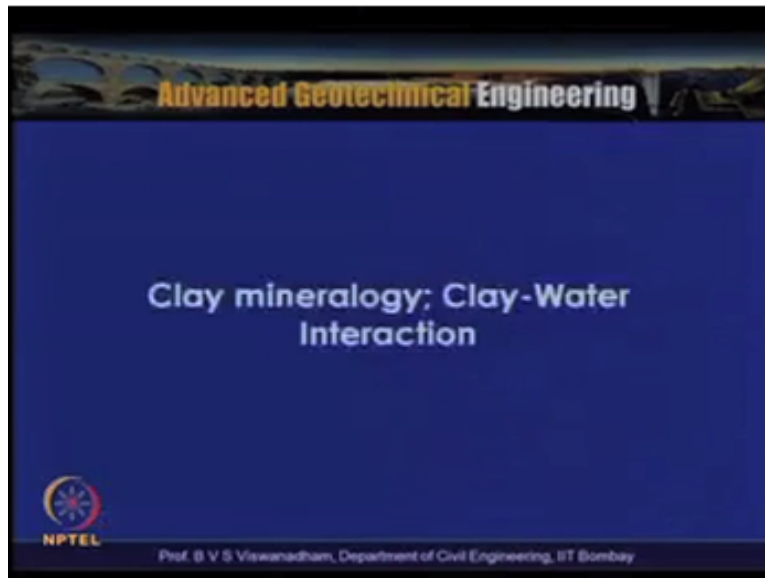 Advanced Geotechnical Engineering
Clay mineralogy; Clay-Water
Interaction
NPTEL
Prof. B V S Viswanadham, Department of Civil Engineering, IIT Bombay